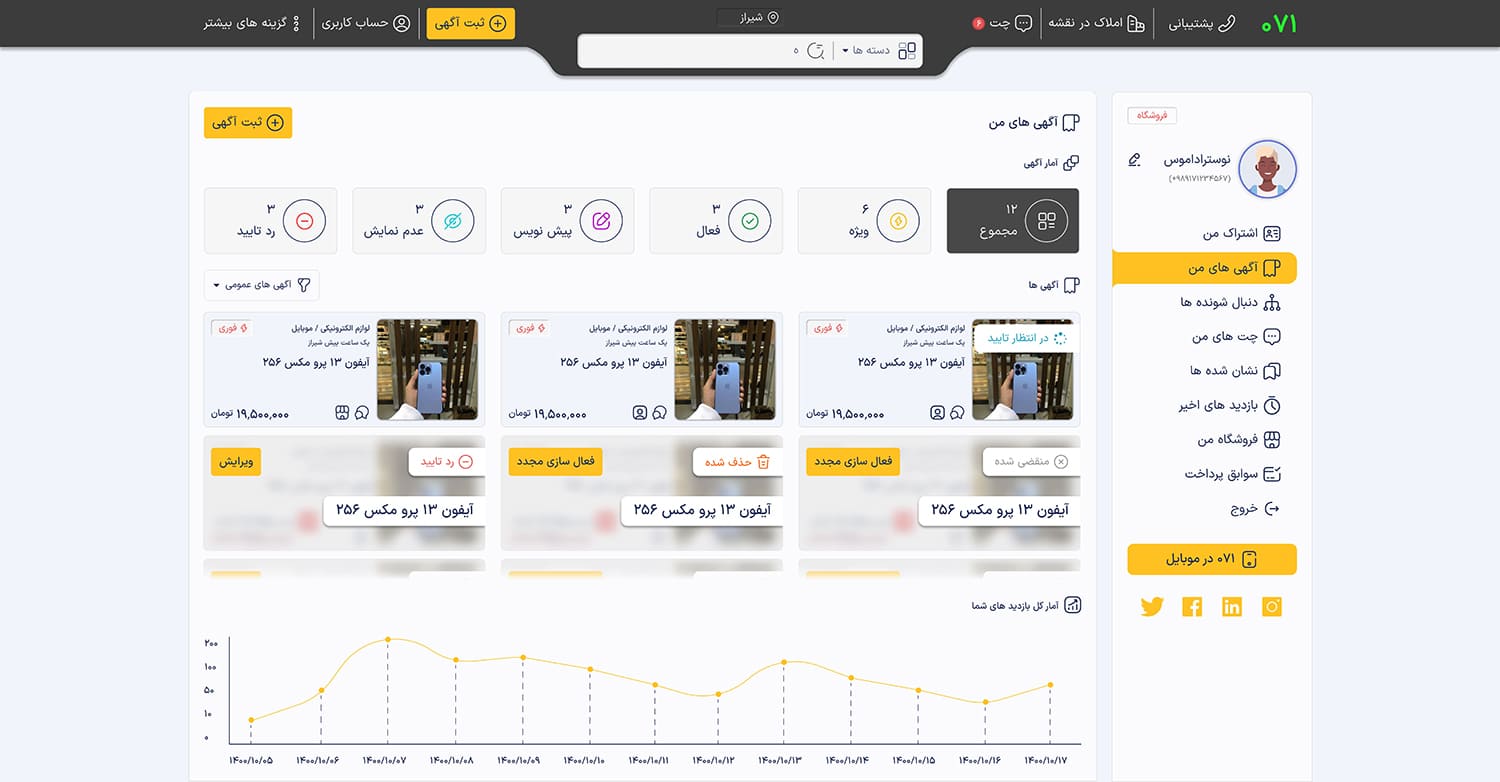 ۰۷۱
پشتیبانی
املاک در نقشه
چت ۶
شیراز
ثبت آگهی
حساب کاربری
گزینه های بیشتر
دسته ها
ه
فروشگاه
نوستراداموس
(+۹۸۹۱۷۱۲۳۴۵۶۷)
اشتراک من
آگهی های من
دنبال شونده ها
چت های من
نشان شده ها
بازدید های اخیر
فروشگاه من
سوابق پرداخت
خروج
۰۷۱ در موبایل
آگهی های من
ثبت آگهی
آمار آگهی
۱۲
مجموع
۶
ویژه
۳
فعال
۳
پیش نویس
۳
عدم نمایش
۳
رد تایید
آگهی ها
آگهی های عمومی
در انتظار تایید
لوازم الکترونیکی / موبایل
فوری
یک ساعت پیش شیراز
آیفون ۱۳ پرو مکس ۲۵۶
۱۹,۵۰۰,۰۰۰ تومان
لوازم الکترونیکی / موبایل
فوری
یک ساعت پیش شیراز
آیفون ۱۳ پرو مکس ۲۵۶
۱۹,۵۰۰,۰۰۰ تومان
لوازم الکترونیکی / موبایل
فوری
یک ساعت پیش شیراز
آیفون ۱۳ پرو مکس ۲۵۶
۱۹,۵۰۰,۰۰۰ تومان
منقضی شده
فعال سازی مجدد
آیفون ۱۳ پرو مکس ۲۵۶
حذف شده
فعال سازی مجدد
آیفون ۱۳ پرو مکس ۲۵۶
رد تایید
ویرایش
آیفون ۱۳ پرو مکس ۲۵۶
آمار کل بازدید های شما
۲۰۰
۱۰۰
۵۰
۱۰
۰
۱۴۰۰/۱۰/۰۵
۱۴۰۰/۱۰/۰۶
۱۴۰۰/۱۰/۰۷
۱۴۰۰/۱۰/۰۸
۱۴۰۰/۱۰/۰۹
۱۴۰۰/۱۰/۱۰
۱۴۰۰/۱۰/۱۱
۱۴۰۰/۱۰/۱۲
۱۴۰۰/۱۰/۱۳
۱۴۰۰/۱۰/۱۴
۱۴۰۰/۱۰/۱۵
۱۴۰۰/۱۰/۱۶
۱۴۰۰/۱۰/۱۷